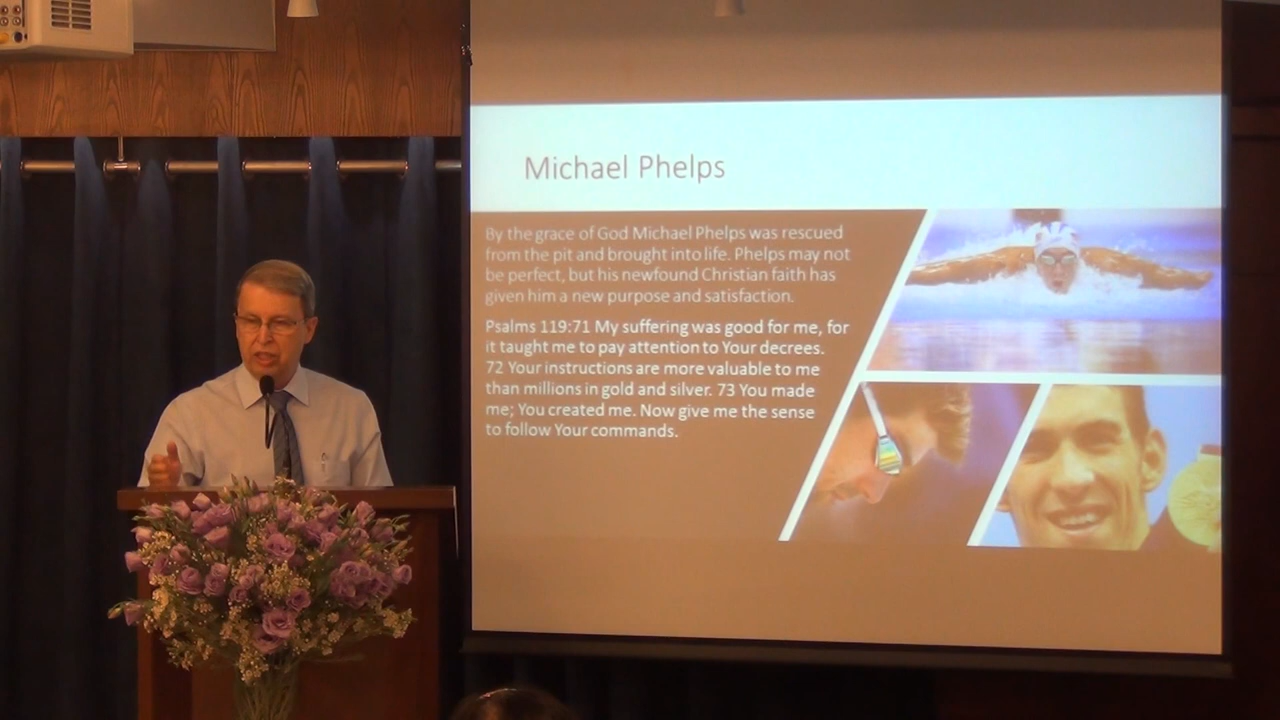 Michael Phelps
By the grace of God Michael Phelps was rescued
from the pit and brought into life. Phelps may not
be perfect, but his newfound Christian faith has
given him a new purpose and satisfaction.
Psalms 119:71 My suffering was good for me, for
it taught me to pay attention to Your decrees.
72 Your instructions are more valuable to me
than millions in gold and silver. 73 You made
me; You created me. Now give me the sense
to follow Your commands.